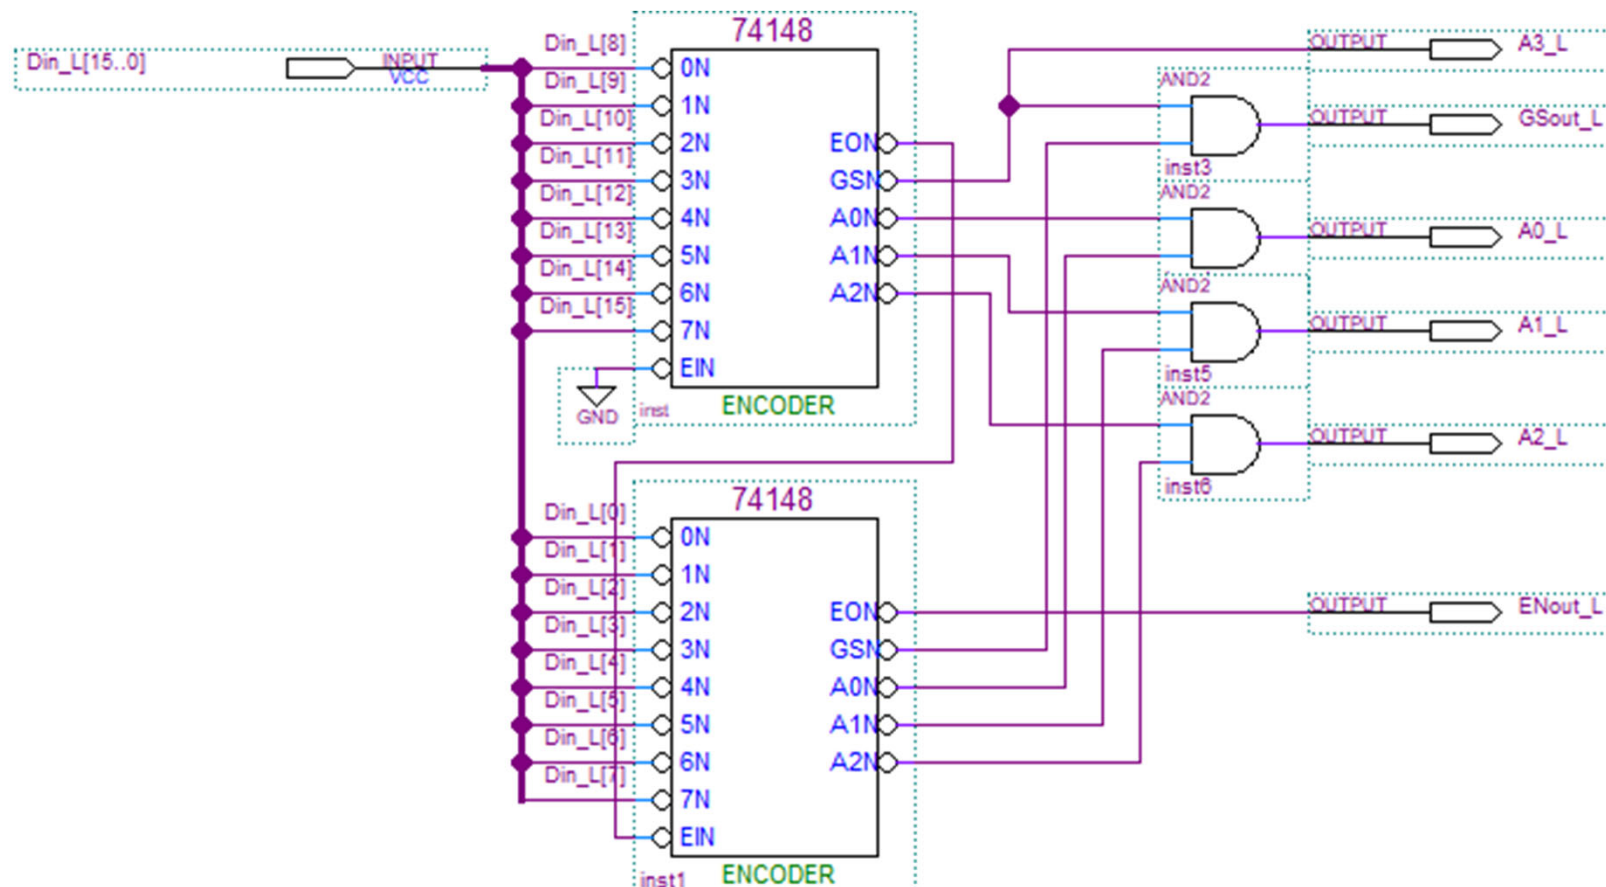 Din_L[15..0]
INPUT
VCC
74148
Din_L[8]
0N
Din_L[9]
1N
Din_L[10]
2N
Din_L[11]
3N
Din_L[12]
4N
Din_L[13]
5N
Din_L[14]
6N
Din_L[15]
7N
EIN
EON
GSN
A0N
A1N
A2N
GND
inst
ENCODER
74148
Din_L[0]
0N
Din_L[1]
1N
Din_L[2]
2N
Din_L[3]
3N
Din_L[4]
4N
Din_L[5]
5N
Din_L[6]
6N
Din_L[7]
7N
EIN
EON
GSN
A0N
A1N
A2N
inst1
ENCODER
OUTPUT
A3_L
AND2
OUTPUT
GSout_L
inst3
AND2
OUTPUT
A0_L
AND2
OUTPUT
A1_L
inst5
AND2
OUTPUT
A2_L
inst6
OUTPUT
ENout_L